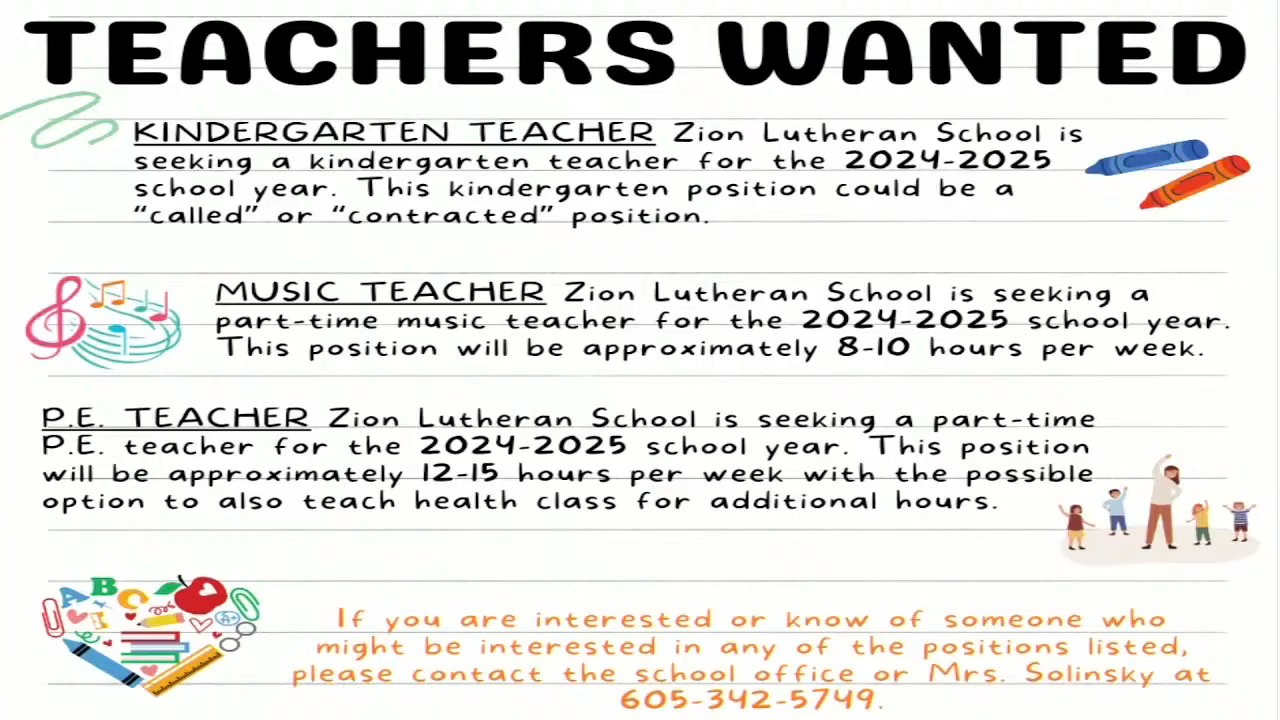 TEACHERS WANTED
KINDERGARTEN TEACHER Zion Lutheran School is
seeking a kindergarten teacher for the 2024-2025
school year. This kindergarten position could be a
“called” or “contracted” position.
MUSIC TEACHER Zion Lutheran School is seeking a
part-time music teacher for the 2024-2025 school year.
This position will be approximately 8-10 hours per week.
P.E. TEACHER Zion Lutheran School is seeking a part-time
P.E. teacher for the 2024-2025 school year. This position
will be approximately 12-15 hours per week with the possible
option to also teach health class for additional hours.
ABC
A+
If you are interested or know of someone who
might be interested in any of the positions listed,
please contact the school office or Mrs. Solinsky at
605-342-5749.